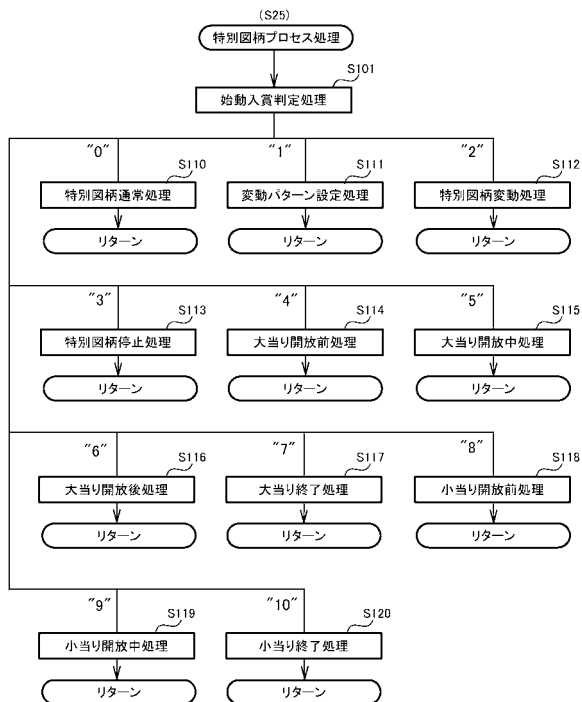 (S25)
特別図柄プロセス処理
S101
始動入賞判定処理
"0"
"1"
"2"
S110
S111
S112
特別図柄通常処理
変動パターン設定処理
特別図柄変動処理
リターン
リターン
リターン
"3"
"4"
"5"
S113
S114
S115
特別図柄停止処理
大当り開放前処理
大当り開放中処理
リターン
リターン
リターン
"6"
"7"
"8"
S116
S117
S118
大当り開放後処理
大当り終了処理
小当り開放前処理
リターン
リターン
リターン
"9"
"10"
S119
S120
小当り開放中処理
小当り終了処理
リターン
リターン